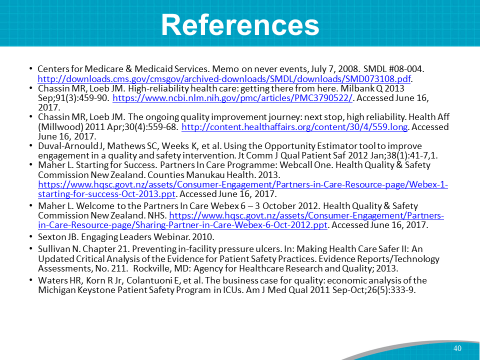 References
• Centers for Medicare & Medicaid Services. Memo on never events, July 7, 2008.  SMDL #08-004.
http://downloads.cms.gov/cmsgov/archived-downloads/SMDL/downloads/SMD073108.pdf.
• Chassin MR, Loeb JM. High-reliability health care: getting there from here. Milbank Q 2013
Sep;91(3):459-90.  https://www.ncbi.nlm.nih.gov/pmc/articles/PMC3790522/. Accessed June 16,
2017.
• Chassin MR, Loeb JM. The ongoing quality improvement journey: next stop, high reliability. Health Aff
(Millwood) 2011 Apr;30(4):559-68.  http://content.healthaffairs.org/content/30/4/559.long. Accessed
June 16, 2017.
• Duval-Arnould J, Mathews SC, Weeks K, et al. Using the Opportunity Estimator tool to improve
engagement in a quality and safety intervention. Jt Comm J Qual Patient Saf 2012 Jan;38(1):41-7,1.
• Maher L. Starting for Success.  Partners In Care Programme: Webcall One. Health Quality & Safety
Commission New Zealand. Counties Manukau Health. 2013.
https://www.hqsc.govt.nz/assets/Consumer-Engagement/Partners-in-Care-Resource-page/Webex-1-
starting-for-success-Oct-2013.ppt. Accessed June 16, 2017.
• Maher L. Welcome to the Partners In Care Webex 6 – 3 October 2012. Health Quality & Safety
Commission New Zealand. NHS. https://www.hqsc.govt.nz/assets/Consumer-Engagement/Partners-
in-Care-Resource-page/Sharing-Partner-in-Care-Webex-6-Oct-2012.ppt. Accessed June 16, 2017.
• Sexton JB. Engaging Leaders Webinar. 2010.
• Sullivan N. Chapter 21. Preventing in-facility pressure ulcers. In: Making Health Care Safer II: An
Updated Critical Analysis of the Evidence for Patient Safety Practices. Evidence Reports/Technology
Assessments, No. 211.  Rockville, MD: Agency for Healthcare Research and Quality; 2013.
• Waters HR, Korn R Jr, Colantuoni E, et al. The business case for quality: economic analysis of the
Michigan Keystone Patient Safety Program in ICUs. Am J Med Qual 2011 Sep-Oct;26(5):333-9.
40